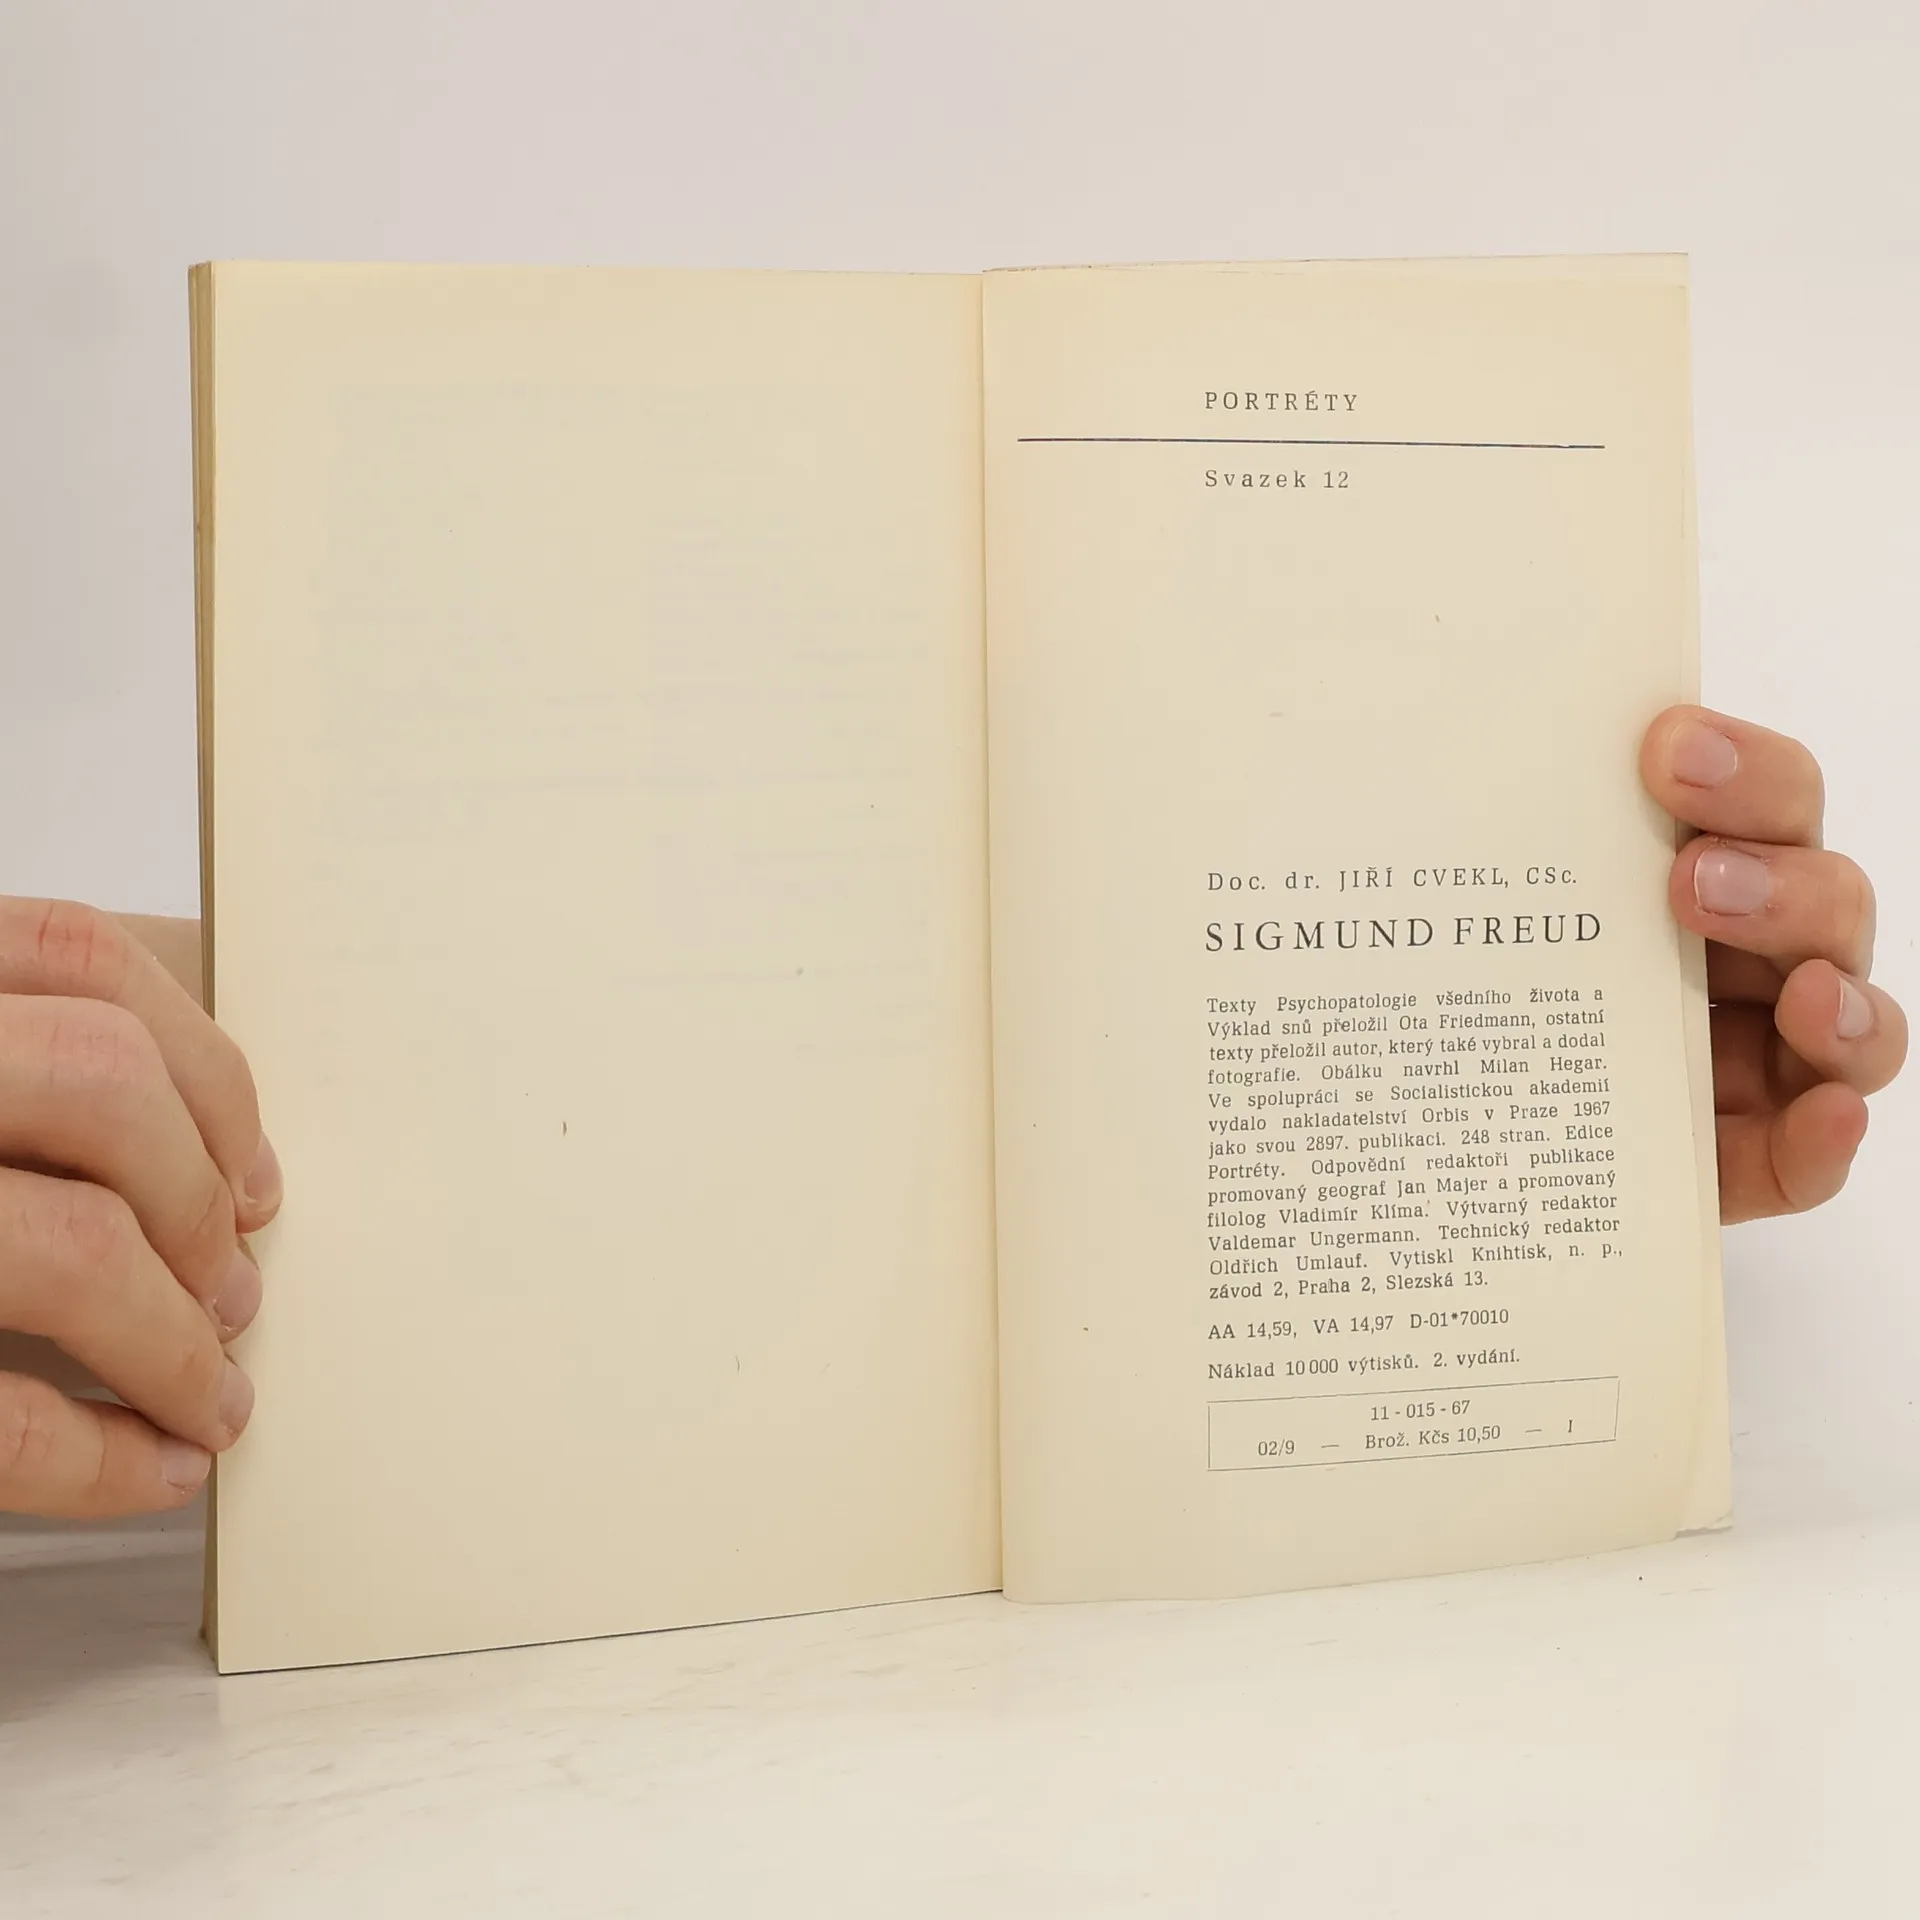 PORTRÉTY
Svazek 12
Doc. dr. JIŘÍ CVEKL, CSc.
SIGMUND FREUD
Texty Psychopatologie všedního života a
Výklad snů přeložil Ota Friedmann, ostatní
texty přeložil autor, který také vybral a dodal
fotografie. Obálku navrhl Milan Hegar.
Ve spolupráci se Socialistickou akademií
vydalo nakladatelství Orbis v Praze 1967
jako svou 2897. publikaci. 248 stran. Edice
Portréty. Odpovědní redaktoři publikace
promovaný geograf Jan Majer a promovaný
filolog Vladimír Klíma. Výtvarný redaktor
Valdemar Ungermann. Technický redaktor
Oldřich Umlauf. Vytiskl Knihtisk, n. p.,
závod 2, Praha 2, Slezská 13.
AA 14,59, VA 14,97 D-01*70010
Náklad 10 000 výtisků. 2. vydání.
11 - 015 - 67
02/9 — Brož. Kčs 10,50 — I